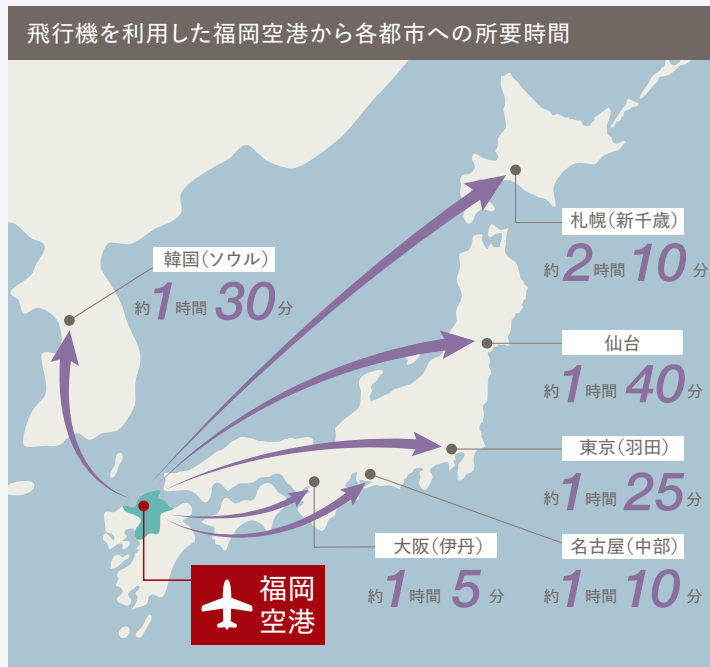 飛行機を利用した福岡空港から各都市への所要時間
札幌（新千歳）
約2時間10分
韓国（ソウル）
約1時間30分
仙台
約1時間40分
東京（羽田）
約1時間25分
大阪（伊丹）
約1時間5分
名古屋（中部）
約1時間10分
福岡
空港